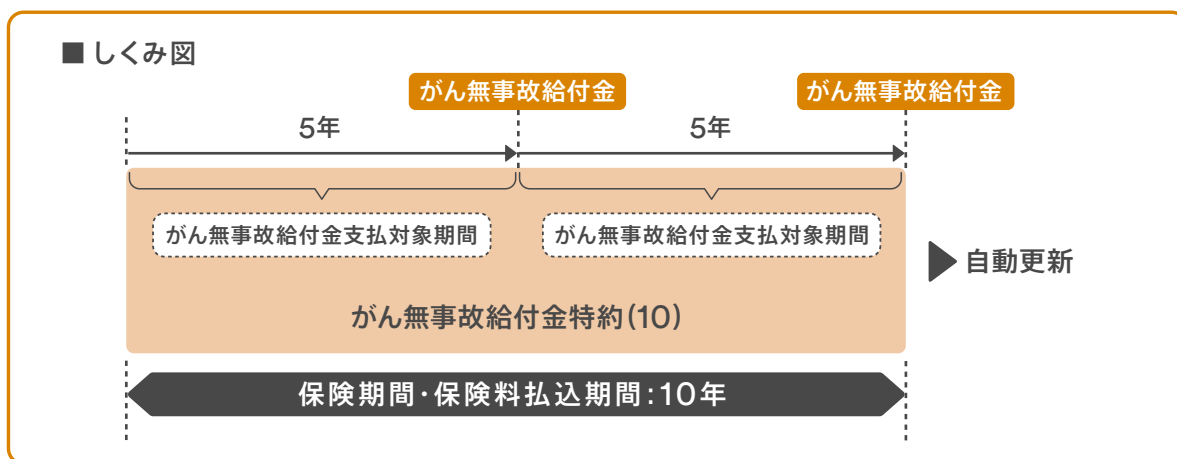 ■しくみ図
がん無事故給付金 がん無事故給付金
5年 5年
がん無事故給付金支払対象期間 がん無事故給付金支払対象期間
自動更新
がん無事故給付金特約(10)
保険期間・保険料払込期間:10年